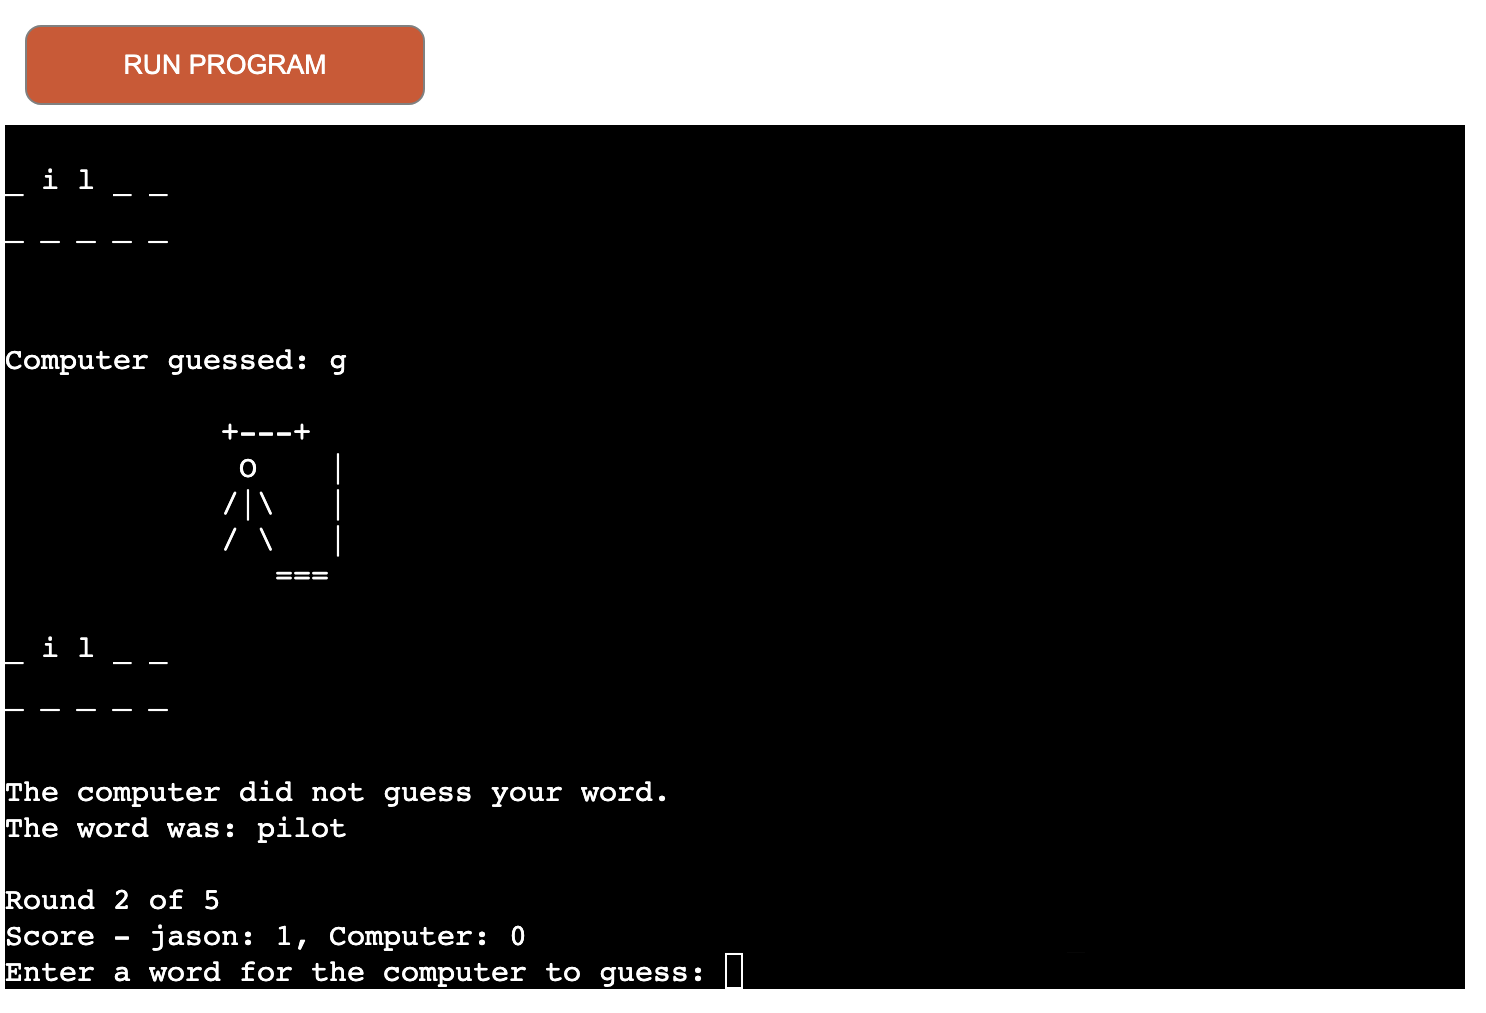 RUN PROGRAM
_ i l _ _
_ _ _ _ _
Computer guessed: g
            +---+
             o    |
            /|\   |
            / \   |
               ===
_ i l _ _
_ _ _ _ _
The computer did not guess your word.
The word was: pilot
Round 2 of 5
Score - jason: 1, Computer: 0
Enter a word for the computer to guess: